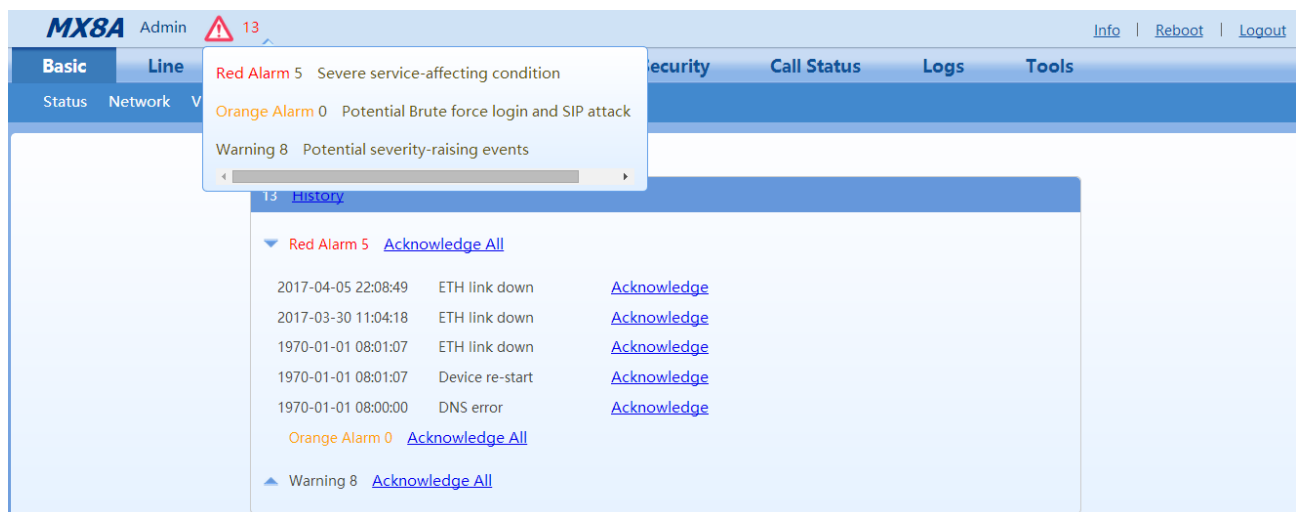 MX8A Admin 13 Info | Reboot | Logout
Basic Line Security Call Status Logs Tools
Status Network V
Red Alarm 5 Severe service-affecting condition
Orange Alarm 0 Potential Brute force login and SIP attack
Warning 8 Potential severity-raising events
13 History
Red Alarm 5 Acknowledge All
2017-04-05 22:08:49 ETH link down Acknowledge
2017-03-30 11:04:18 ETH link down Acknowledge
1970-01-01 08:01:07 ETH link down Acknowledge
1970-01-01 08:01:07 Device re-start Acknowledge
1970-01-01 08:00:00 DNS error Acknowledge
Orange Alarm 0 Acknowledge All
Warning 8 Acknowledge All